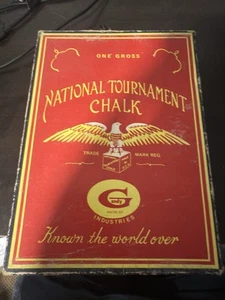 ONE GROSS
NATIONAL TOURNAMENT
CHALK
TRADE MARK REG.
G
INDUSTRIES
Known the world over